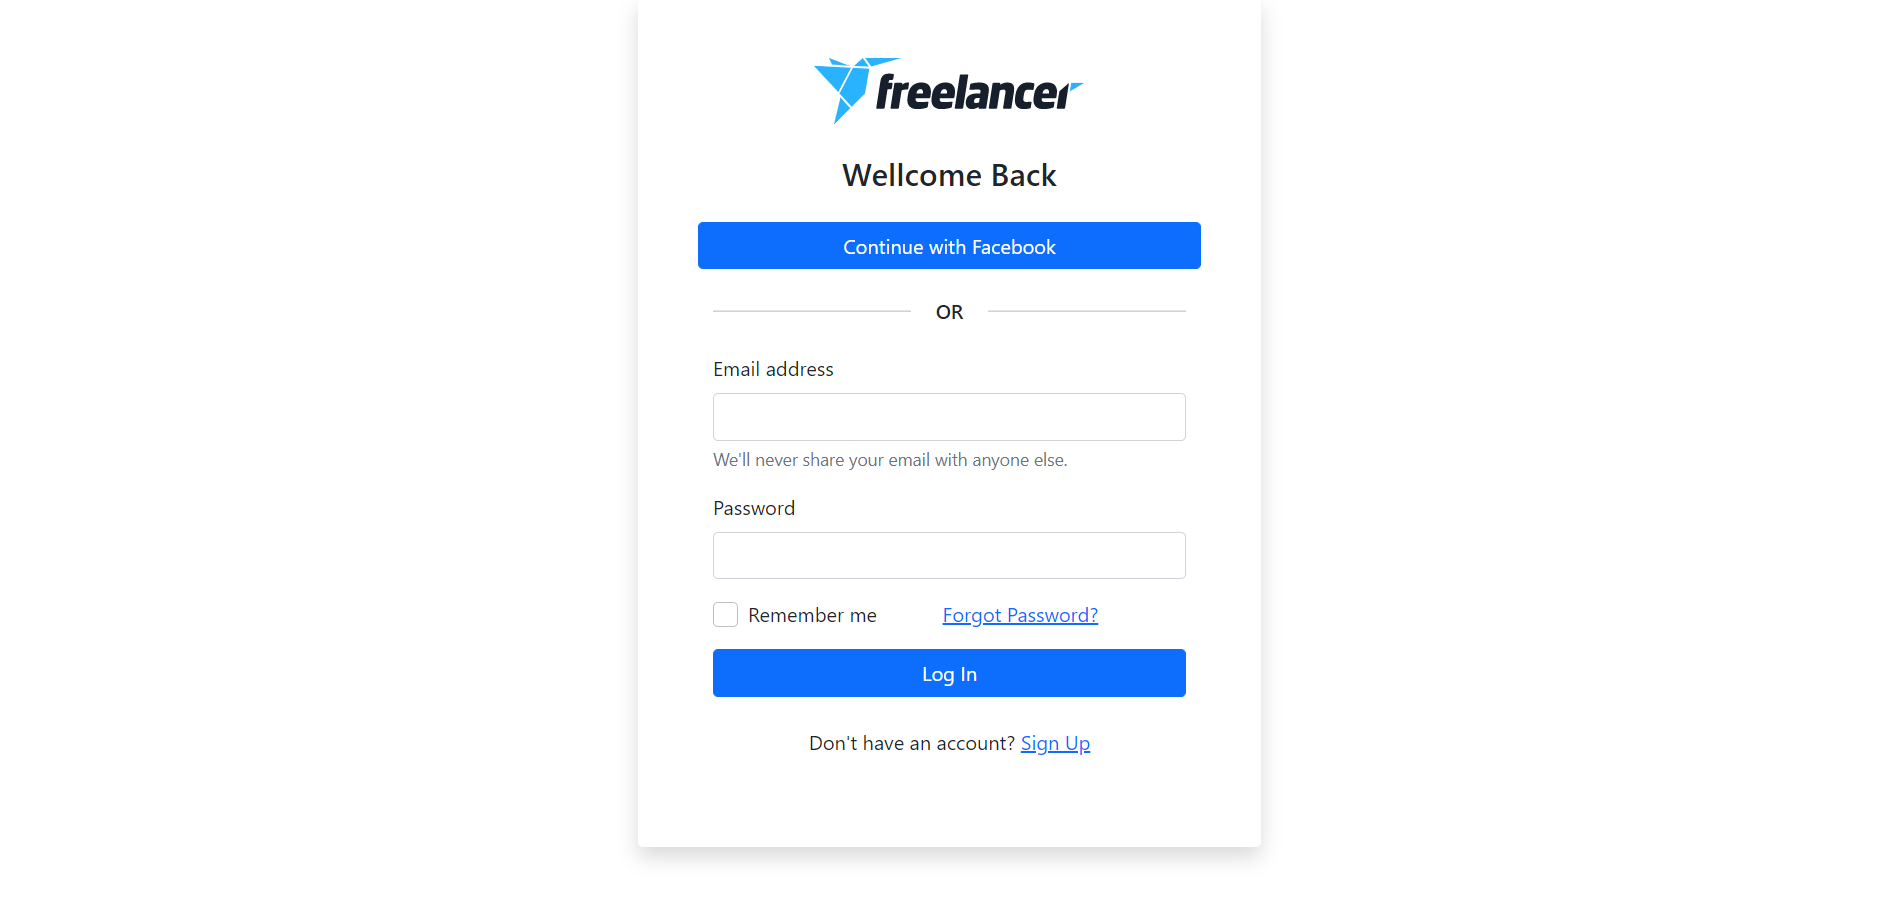 freelancer
Wellcome Back
Continue with Facebook
OR
Email address
We'll never share your email with anyone else.
Password
Remember me Forgot Password?
Log In
Don't have an account? Sign Up